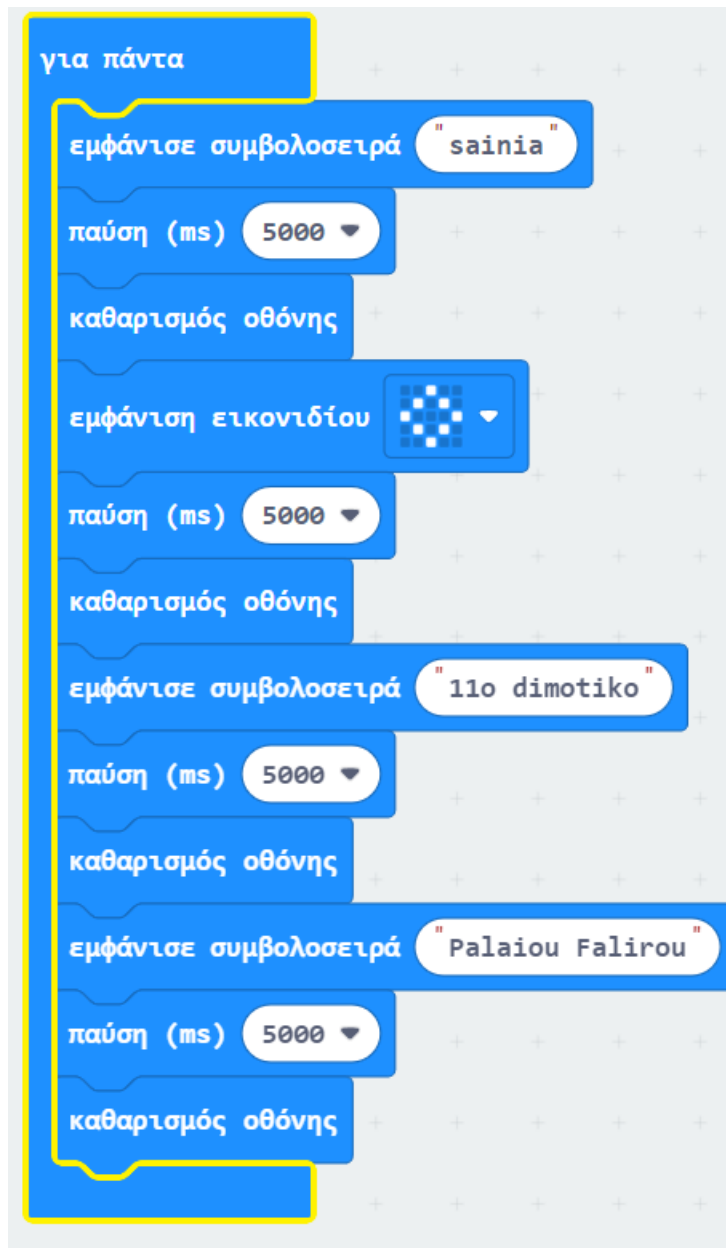 για πάντα
εμφάνισε συμβολοσειρά "sainia"
παύση (ms) 5000
καθαρισμός οθόνης
εμφάνιση εικονιδίου
παύση (ms) 5000
καθαρισμός οθόνης
εμφάνισε συμβολοσειρά "11o dimotiko"
παύση (ms) 5000
καθαρισμός οθόνης
εμφάνισε συμβολοσειρά "Palaiou Falirou"
παύση (ms) 5000
καθαρισμός οθόνης